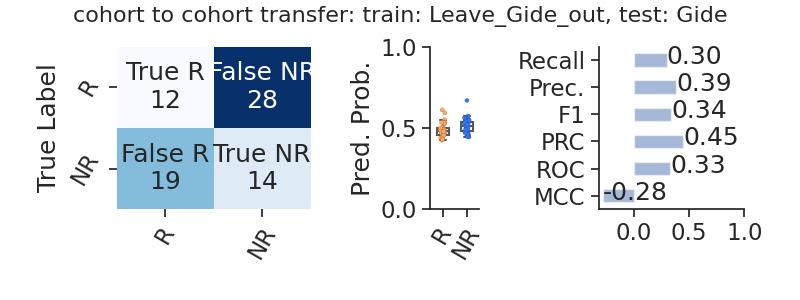 cohort to cohort transfer: train: Leave_Gide_out, test: Gide
True Label
R
NR
True R
12
False NR
28
False R
19
True NR
14
R
NR
Pred. Prob.
1.0
0.5
0.0
R
NR
Recall
0.30
Prec.
0.39
F1
0.34
PRC
0.45
ROC
0.33
MCC
-0.28
0.0
0.5
1.0